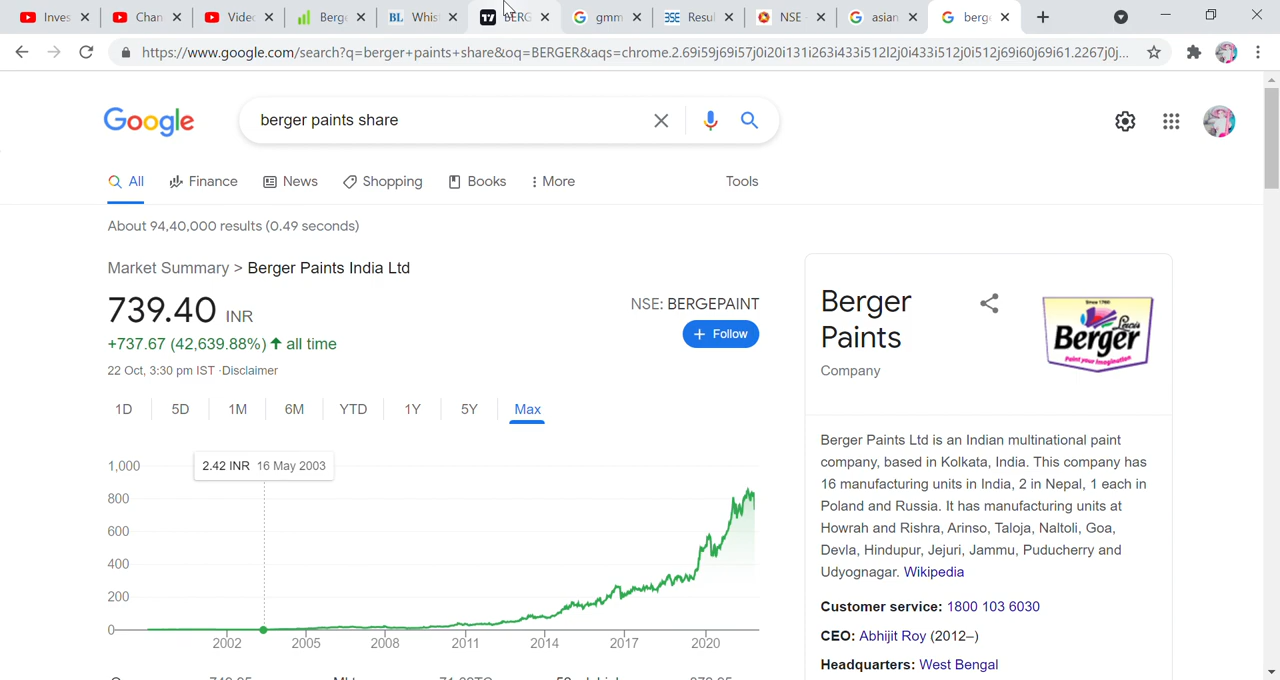 Inves
Chan
Vide
Berge
Whis
BERG
gmm
Resul
NSE -
asian
berge
https://www.google.com/search?q=berger+paints+share&oq=BERGER&aqs=chrome.2.69i59j69i57j0i20i131i263i433i512l2j0i433i512j0i512j69i60j69i61.2267j0j...
Google
berger paints share
All
Finance
News
Shopping
Books
More
Tools
About 94,40,000 results (0.49 seconds)
Market Summary > Berger Paints India Ltd
739.40 INR
NSE: BERGEPAINT
+ Follow
+737.67 (42,639.88%) ↑ all time
22 Oct, 3:30 pm IST ·Disclaimer
1D
5D
1M
6M
YTD
1Y
5Y
Max
2.42 INR 16 May 2003
1,000
800
600
400
200
0
2002
2005
2008
2011
2014
2017
2020
Berger
Paints
Company
Since 1760
Lewis
Berger
Paint your imagination
Berger Paints Ltd is an Indian multinational paint
company, based in Kolkata, India. This company has
16 manufacturing units in India, 2 in Nepal, 1 each in
Poland and Russia. It has manufacturing units at
Howrah and Rishra, Arinso, Taloja, Naltoli, Goa,
Devla, Hindupur, Jejuri, Jammu, Puducherry and
Udyognagar. Wikipedia
Customer service: 1800 103 6030
CEO: Abhijit Roy (2012–)
Headquarters: West Bengal